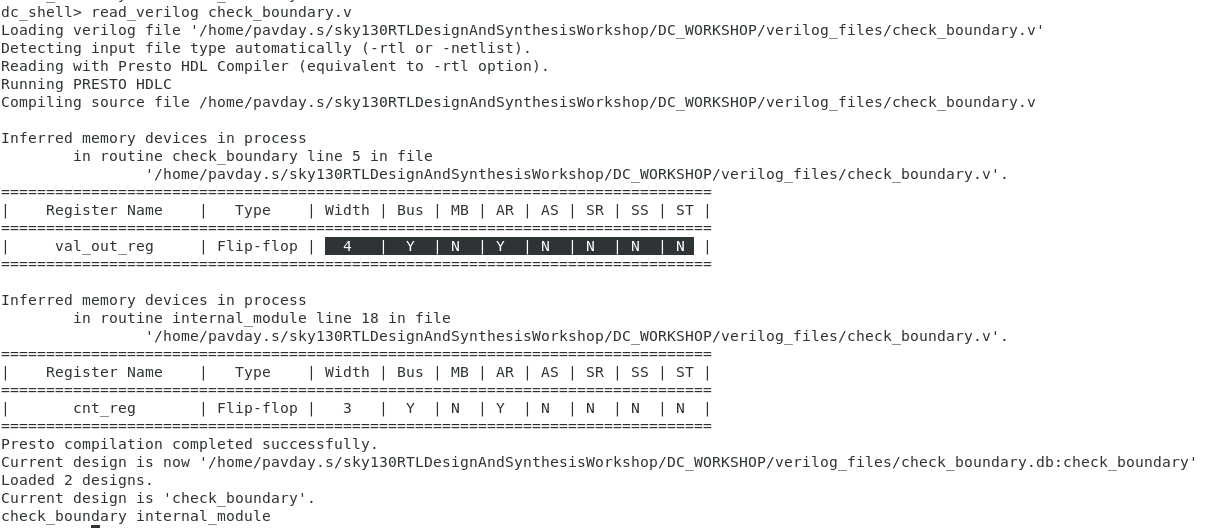 dc_shell> read_verilog check_boundary.v
Loading verilog file '/home/pavday.s/sky130RTLDesignAndSynthesisWorkshop/DC_WORKSHOP/verilog_files/check_boundary.v'
Detecting input file type automatically (-rtl or -netlist).
Reading with Presto HDL Compiler (equivalent to -rtl option).
Running PRESTO HDLC
Compiling source file /home/pavday.s/sky130RTLDesignAndSynthesisWorkshop/DC_WORKSHOP/verilog_files/check_boundary.v

Inferred memory devices in process
        in routine check_boundary line 5 in file
                '/home/pavday.s/sky130RTLDesignAndSynthesisWorkshop/DC_WORKSHOP/verilog_files/check_boundary.v'.
===============================================================================
|    Register Name    |   Type    | Width | Bus | MB | AR | AS | SR | SS | ST |
===============================================================================
|     val_out_reg     | Flip-flop |   4   |  Y  | N  | Y  | N  | N  | N  | N  |
===============================================================================

Inferred memory devices in process
        in routine internal_module line 18 in file
                '/home/pavday.s/sky130RTLDesignAndSynthesisWorkshop/DC_WORKSHOP/verilog_files/check_boundary.v'.
===============================================================================
|    Register Name    |   Type    | Width | Bus | MB | AR | AS | SR | SS | ST |
===============================================================================
|       cnt_reg       | Flip-flop |   3   |  Y  | N  | Y  | N  | N  | N  | N  |
===============================================================================
Presto compilation completed successfully.
Current design is now '/home/pavday.s/sky130RTLDesignAndSynthesisWorkshop/DC_WORKSHOP/verilog_files/check_boundary.db:check_boundary'
Loaded 2 designs.
Current design is 'check_boundary'.
check_boundary internal_module